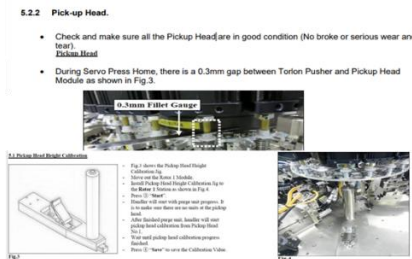 5.2.2 Pick-up Head.
• Check and make sure all the Pickup Head are in good condition (No broke or serious wear and
tear).
Pickup Head
• During Servo Press Home, there is a 0.3mm gap between Torlon Pusher and Pickup Head
Module as shown in Fig.3.
0.3mm Fillet Gauge
5.1 Pickup Head Height Calibration
- Fig.3 shows the Pickup Head Height
Calibration Jig.
- Move out the Rotor 1 Module.
- Install Pickup Head Height Calibration Jig to
the Rotor 1 Station as shown in Fig.4
- Press "Start".
- Handler will start with purge unit progress. It
is to make sure there are no units at the pickup
head.
- After finished purge unit, handler will start
pickup head calibration from Pickup Head
No.1.
- Wait until pickup head calibration progress
finished.
- Press "Save" to save the Calibration Value.
Fig.3
Fig.4